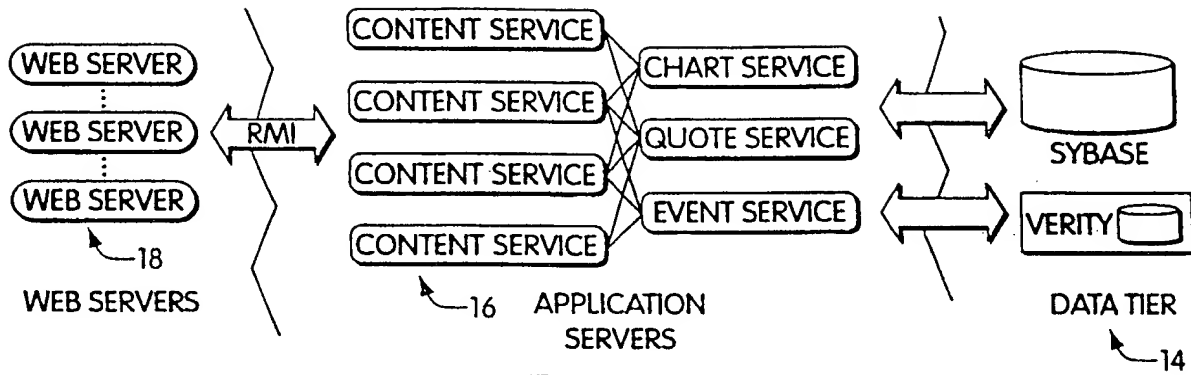 WEB SERVER
WEB SERVER
WEB SERVER
18
WEB SERVERS
RMI
CONTENT SERVICE
CONTENT SERVICE
CONTENT SERVICE
CONTENT SERVICE
16
APPLICATION
SERVERS
CHART SERVICE
QUOTE SERVICE
EVENT SERVICE
SYBASE
VERITY
DATA TIER
14